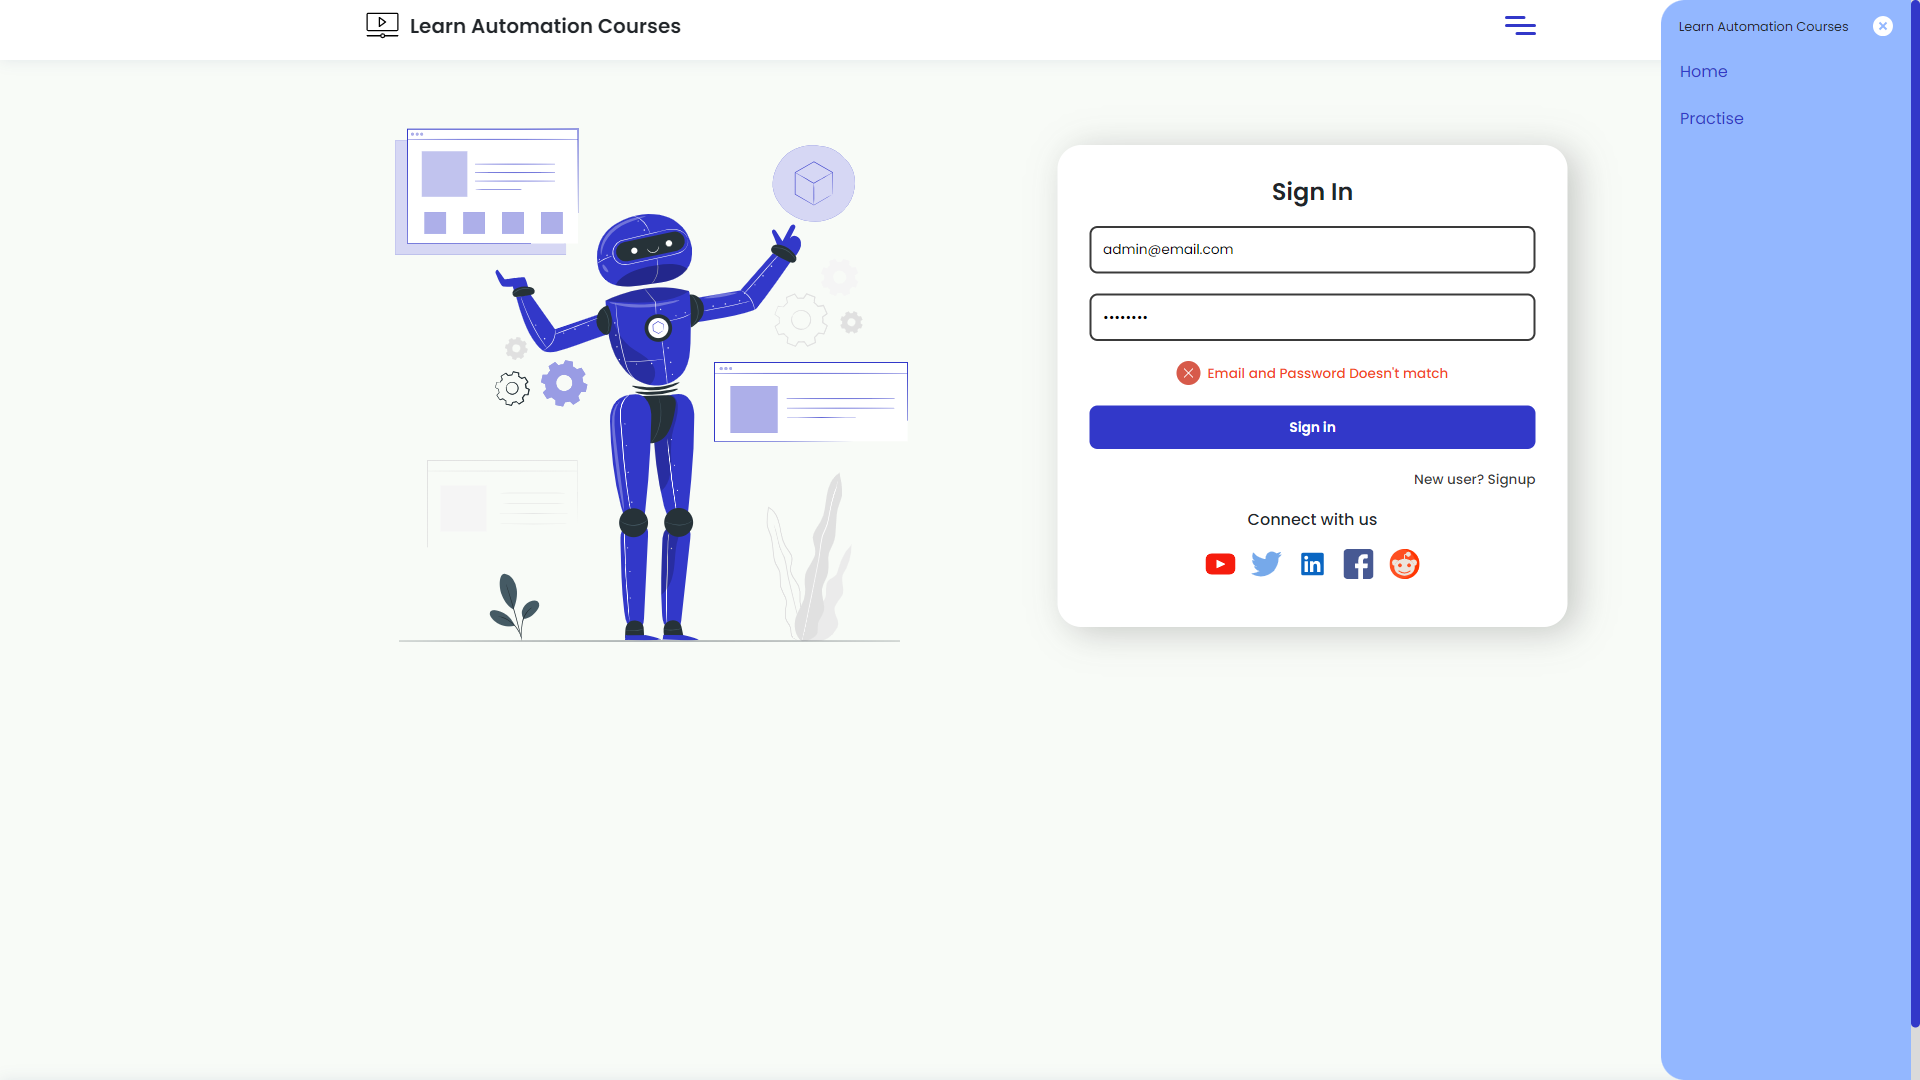 Learn Automation Courses
Sign In
admin@email.com
••••••••
Email and Password Doesn't match
Sign in
New user? Signup
Connect with us
in
Learn Automation Courses
Home
Practise